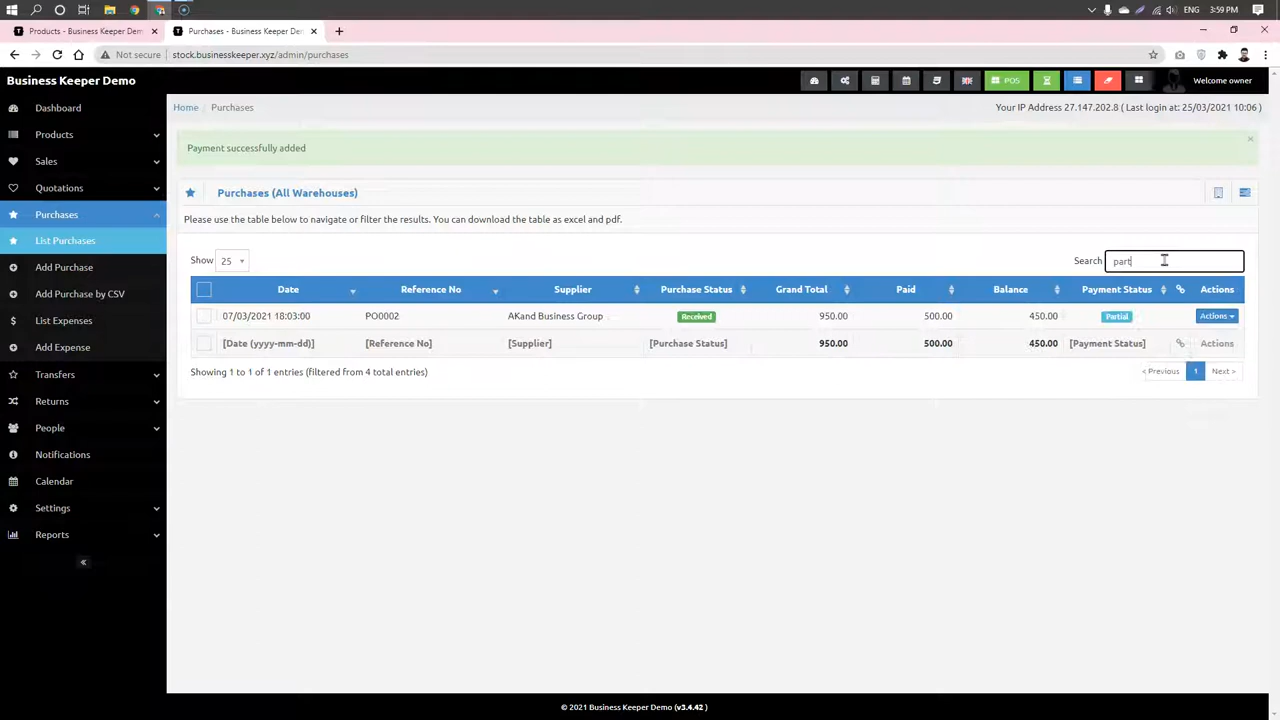 ENG 3:59 PM
Products - Business Keeper Dem
Purchases - Business Keeper Dem
Not secure stock.businesskeeper.xyz/admin/purchases
Business Keeper Demo
POS
Welcome owner
Dashboard
Products
Sales
Quotations
Purchases
List Purchases
Add Purchase
Add Purchase by CSV
List Expenses
Add Expense
Transfers
Returns
People
Notifications
Calendar
Settings
Reports
Home / Purchases
Your IP Address 27.147.202.8 ( Last login at: 25/03/2021 10:06 )
Payment successfully added
Purchases (All Warehouses)
Please use the table below to navigate or filter the results. You can download the table as excel and pdf.
Show 25
Search part
Date Reference No Supplier Purchase Status Grand Total Paid Balance Payment Status Actions
07/03/2021 18:03:00 PO0002 AKand Business Group Received 950.00 500.00 450.00 Partial Actions
[Date (yyyy-mm-dd)] [Reference No] [Supplier] [Purchase Status] 950.00 500.00 450.00 [Payment Status] Actions
Showing 1 to 1 of 1 entries (filtered from 4 total entries)
< Previous 1 Next >
© 2021 Business Keeper Demo (v3.4.42 )